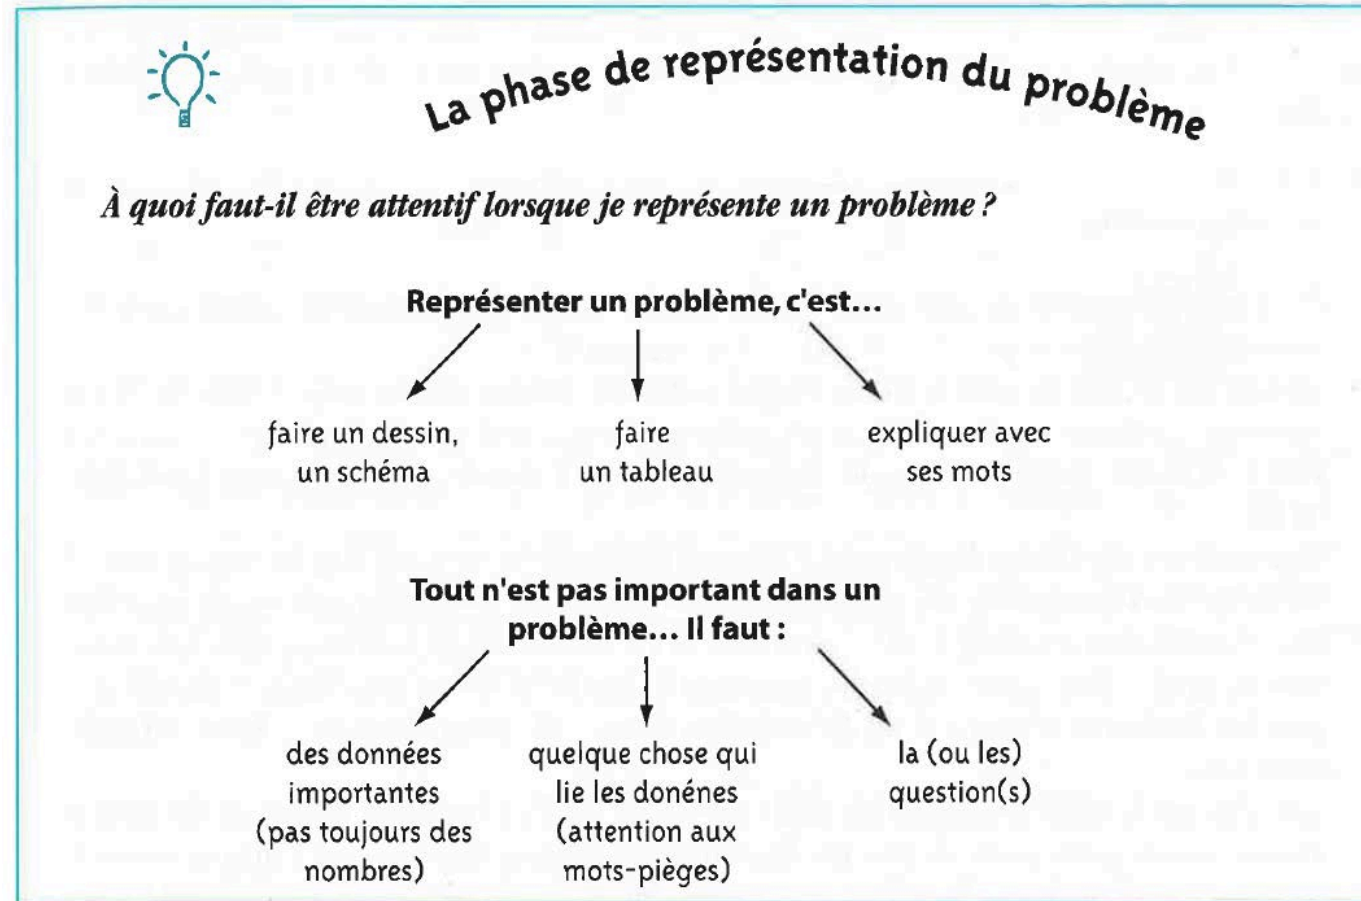 La phase de représentation du problème
À quoi faut-il être attentif lorsque je représente un problème ?
Représenter un problème, c'est...
faire un dessin,
un schéma
faire
un tableau
expliquer avec
ses mots
Tout n'est pas important dans un
problème... Il faut :
des données
importantes
(pas toujours des
nombres)
quelque chose qui
lie les donénes
(attention aux
mots-pièges)
la (ou les)
question(s)